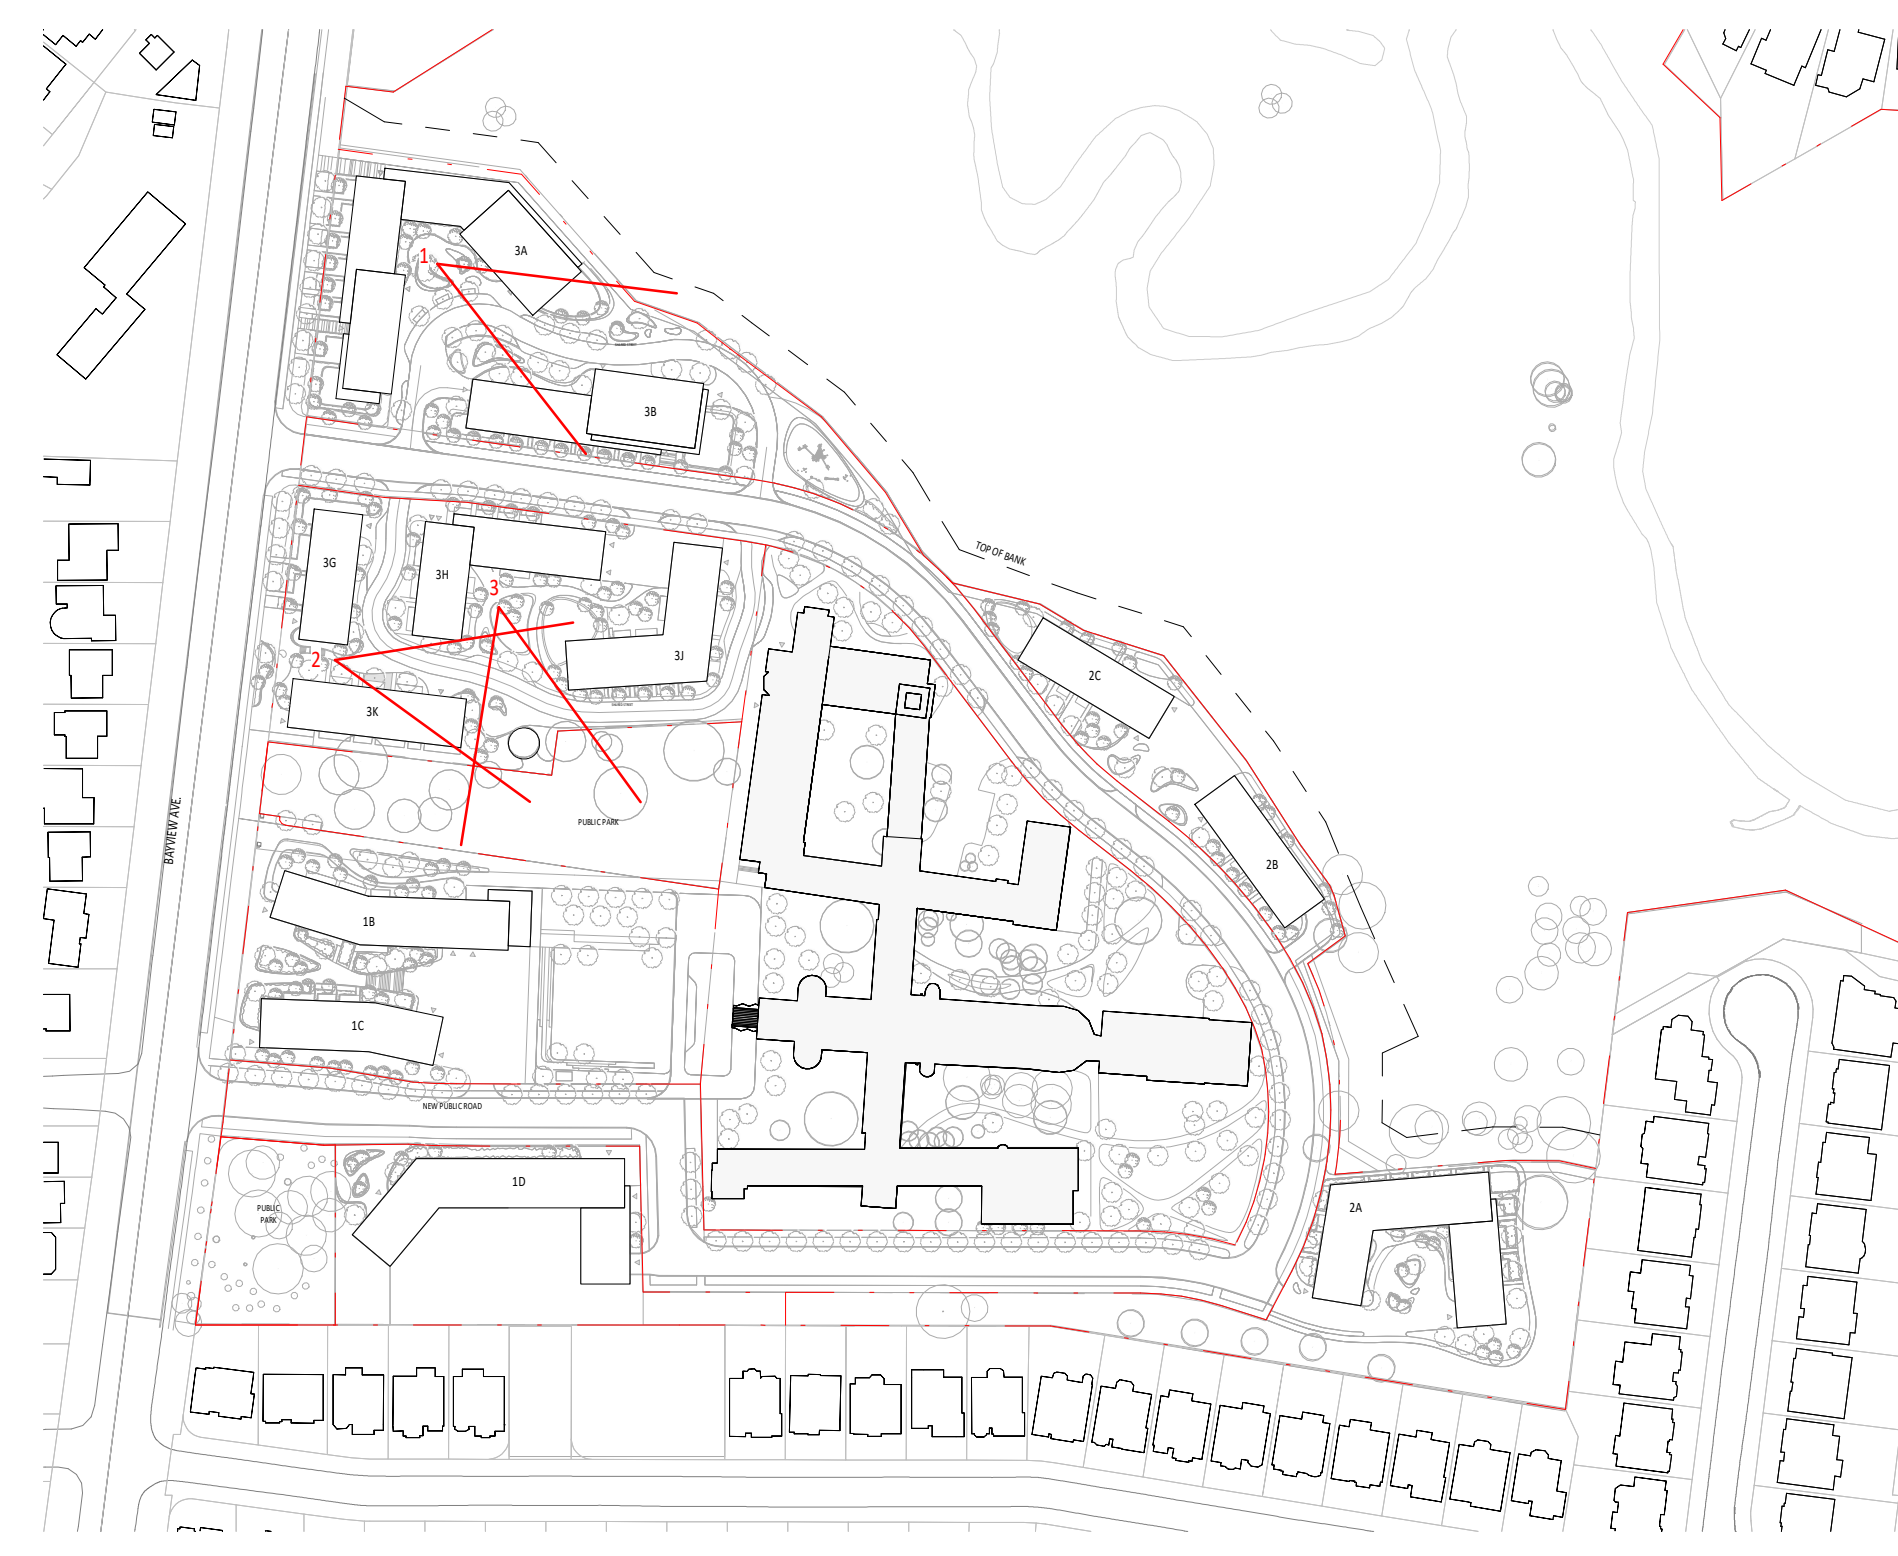 1
3A
3B
TOP OF BANK
3G
3H
3
2
3J
2C
3K
PUBLIC PARK
BAYVIEW AVE.
2B
1B
1C
NEW PUBLIC ROAD
1D
PUBLIC
PARK
2A